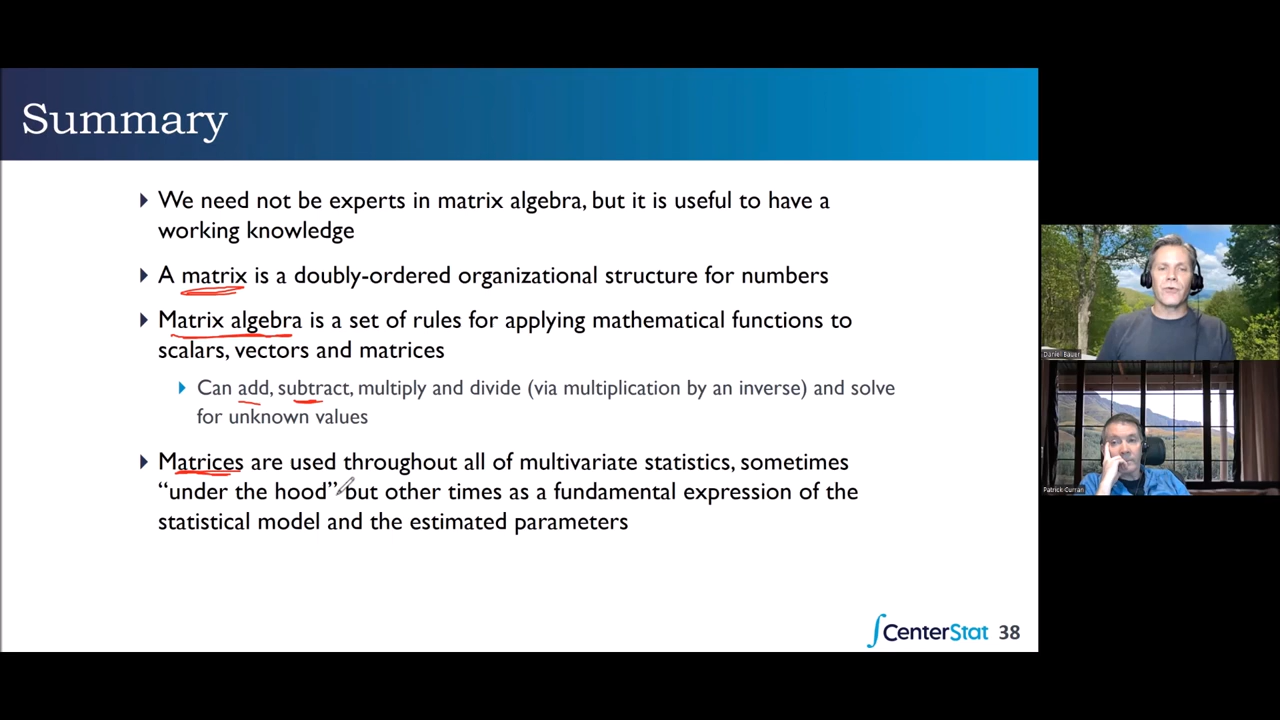 Summary
We need not be experts in matrix algebra, but it is useful to have a
working knowledge
A matrix is a doubly-ordered organizational structure for numbers
Matrix algebra is a set of rules for applying mathematical functions to
scalars, vectors and matrices
Can add, subtract, multiply and divide (via multiplication by an inverse) and solve
for unknown values
Matrices are used throughout all of multivariate statistics, sometimes
“under the hood” but other times as a fundamental expression of the
statistical model and the estimated parameters
CenterStat 38
Daniel Bauer
Patrick Curran